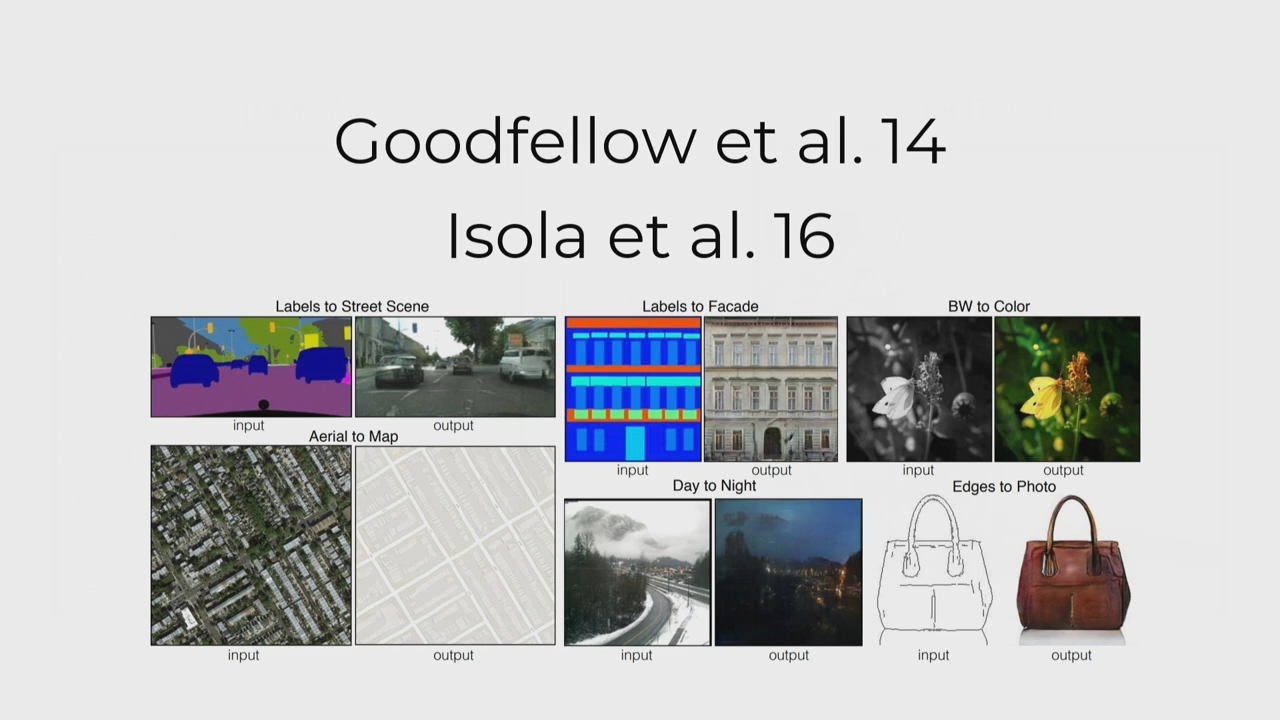 Goodfellow et al. 14
Isola et al. 16
Labels to Street Scene
input
output
Aerial to Map
input
output
Labels to Facade
input
output
BW to Color
input
output
Day to Night
input
output
Edges to Photo
input
output